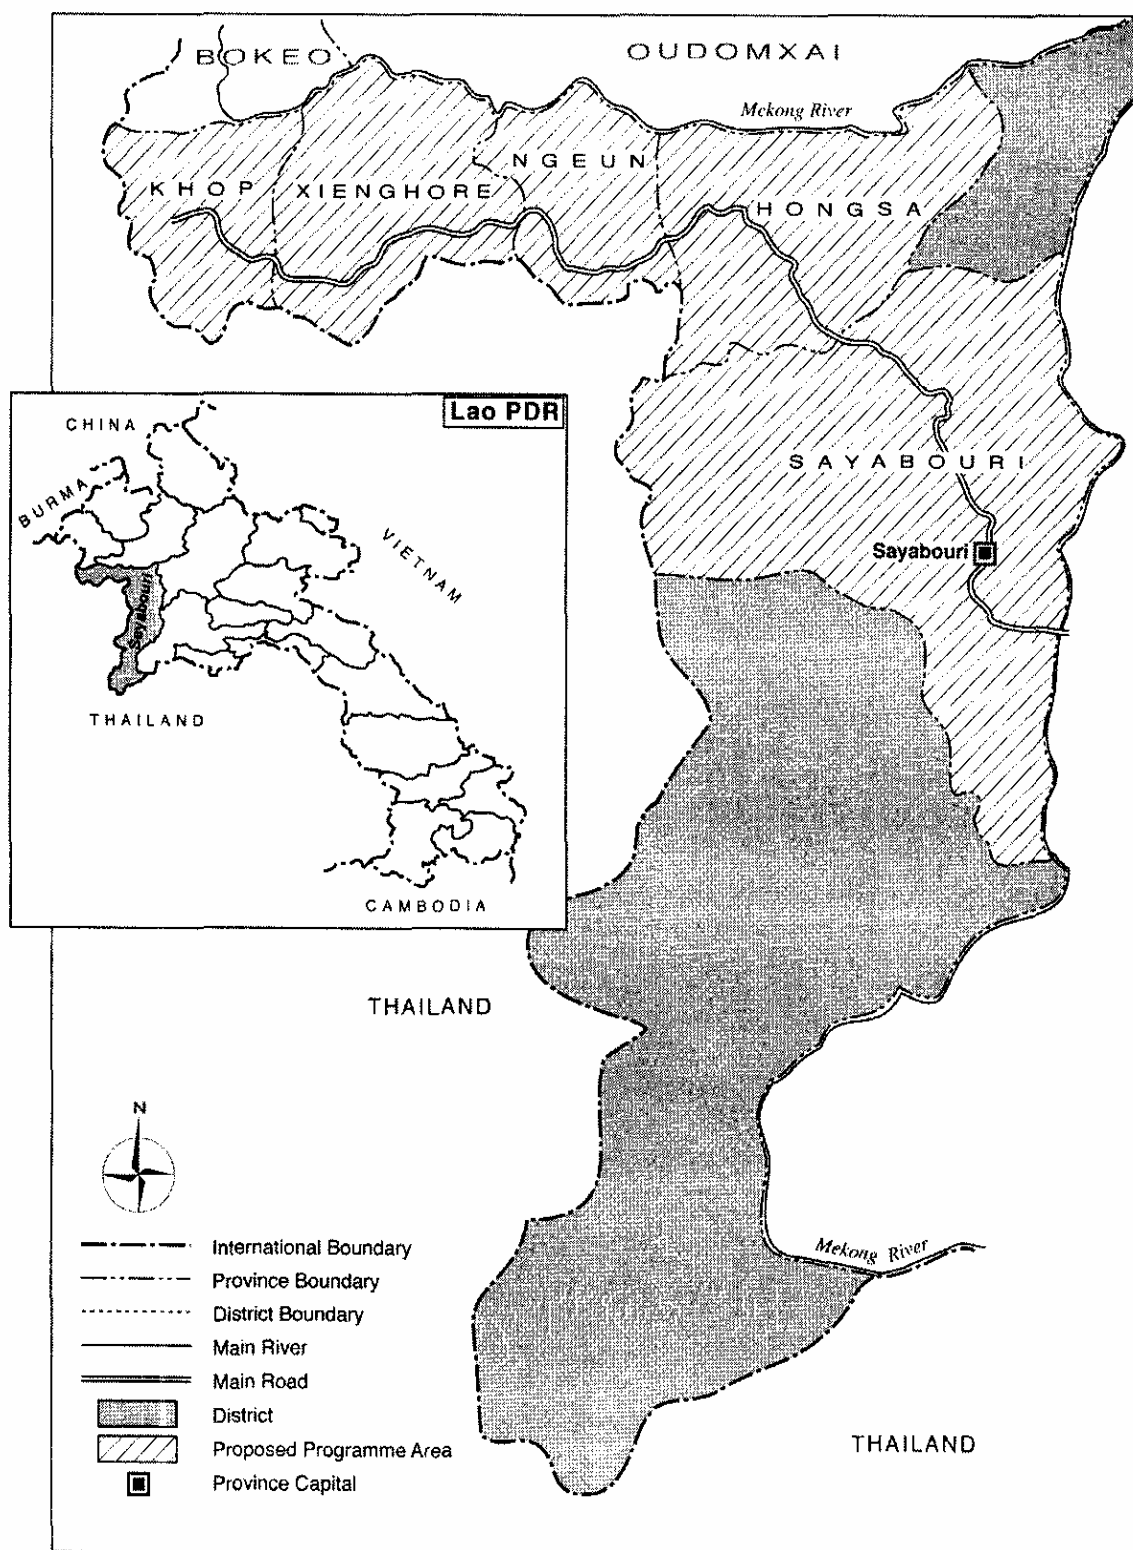 BOKEO
OUDOMXAI
Mekong River
NGEUN
KHOP
XIENGHORE
HONGSA
Lao PDR
CHINA
BURMA
VIETNAM
SAYABOURI
Sayabouri
Sayabouri
THAILAND
CAMBODIA
THAILAND
N
Mekong River
International Boundary
Province Boundary
District Boundary
Main River
Main Road
District
Proposed Programme Area
Province Capital
THAILAND